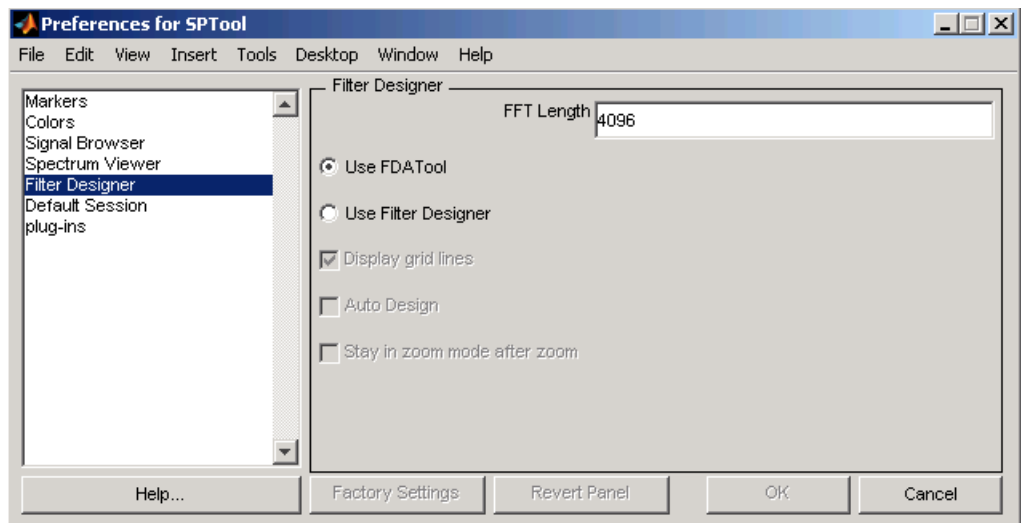 Preferences for SPTool
File Edit View Insert Tools Desktop Window Help
Markers
Colors
Signal Browser
Spectrum Viewer
Filter Designer
Default Session
plug-ins
Filter Designer
FFT Length 4096
Use FDATool
Use Filter Designer
Display grid lines
Auto Design
Stay in zoom mode after zoom
Help... Factory Settings Revert Panel OK Cancel